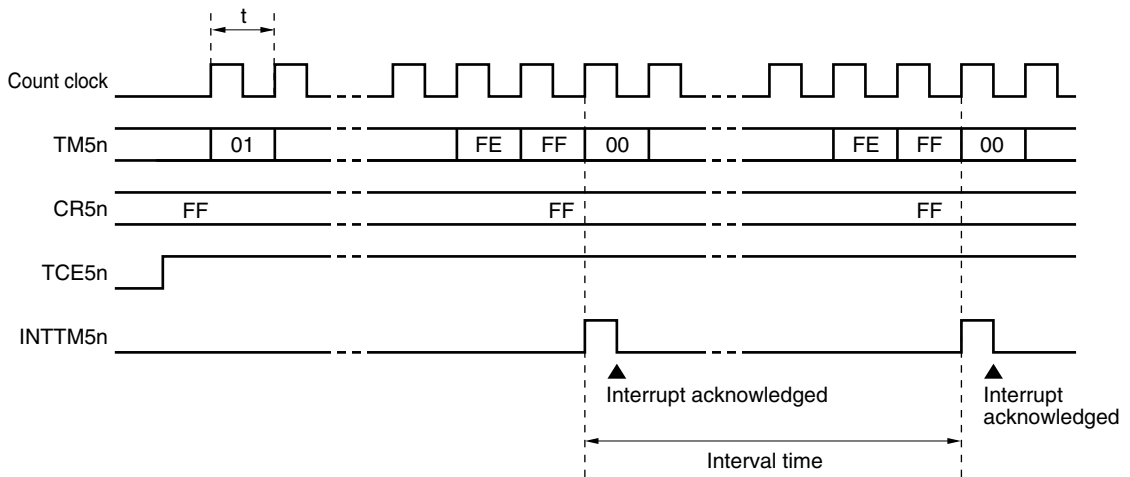 t
Count clock
TM5n 01 FE FF 00 FE FF 00
CR5n FF FF FF
TCE5n
INTTM5n
Interrupt acknowledged Interrupt
acknowledged
Interval time